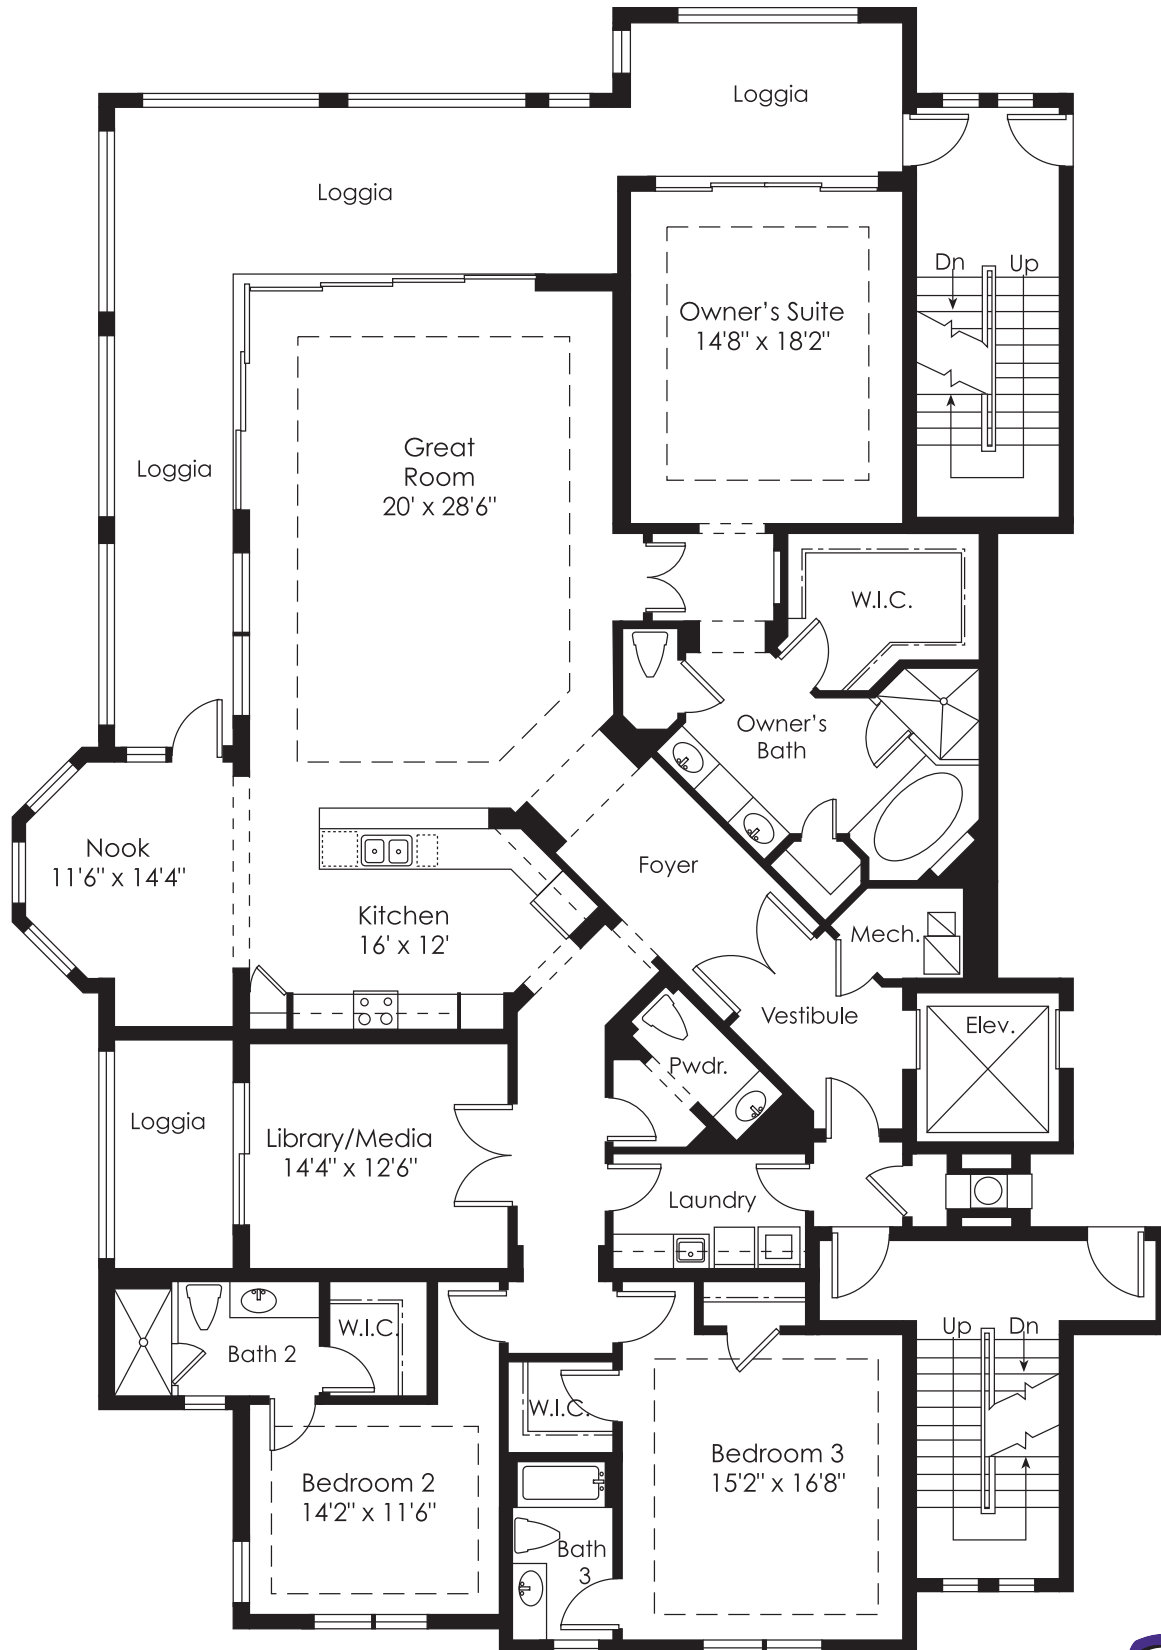 Loggia
Loggia
Dn
Up
Owner's Suite
14'8" x 18'2"
Great
Room
20' x 28'6"
Loggia
W.I.C.
Owner's
Bath
Nook
11'6" x 14'4"
Foyer
Kitchen
16' x 12'
Mech.
Vestibule
Elev.
Pwdr.
Loggia
Library/Media
14'4" x 12'6"
Laundry
W.I.C.
Bath 2
Up
Dn
W.I.C.
Bedroom 3
15'2" x 16'8"
Bedroom 2
14'2" x 11'6"
Bath
3